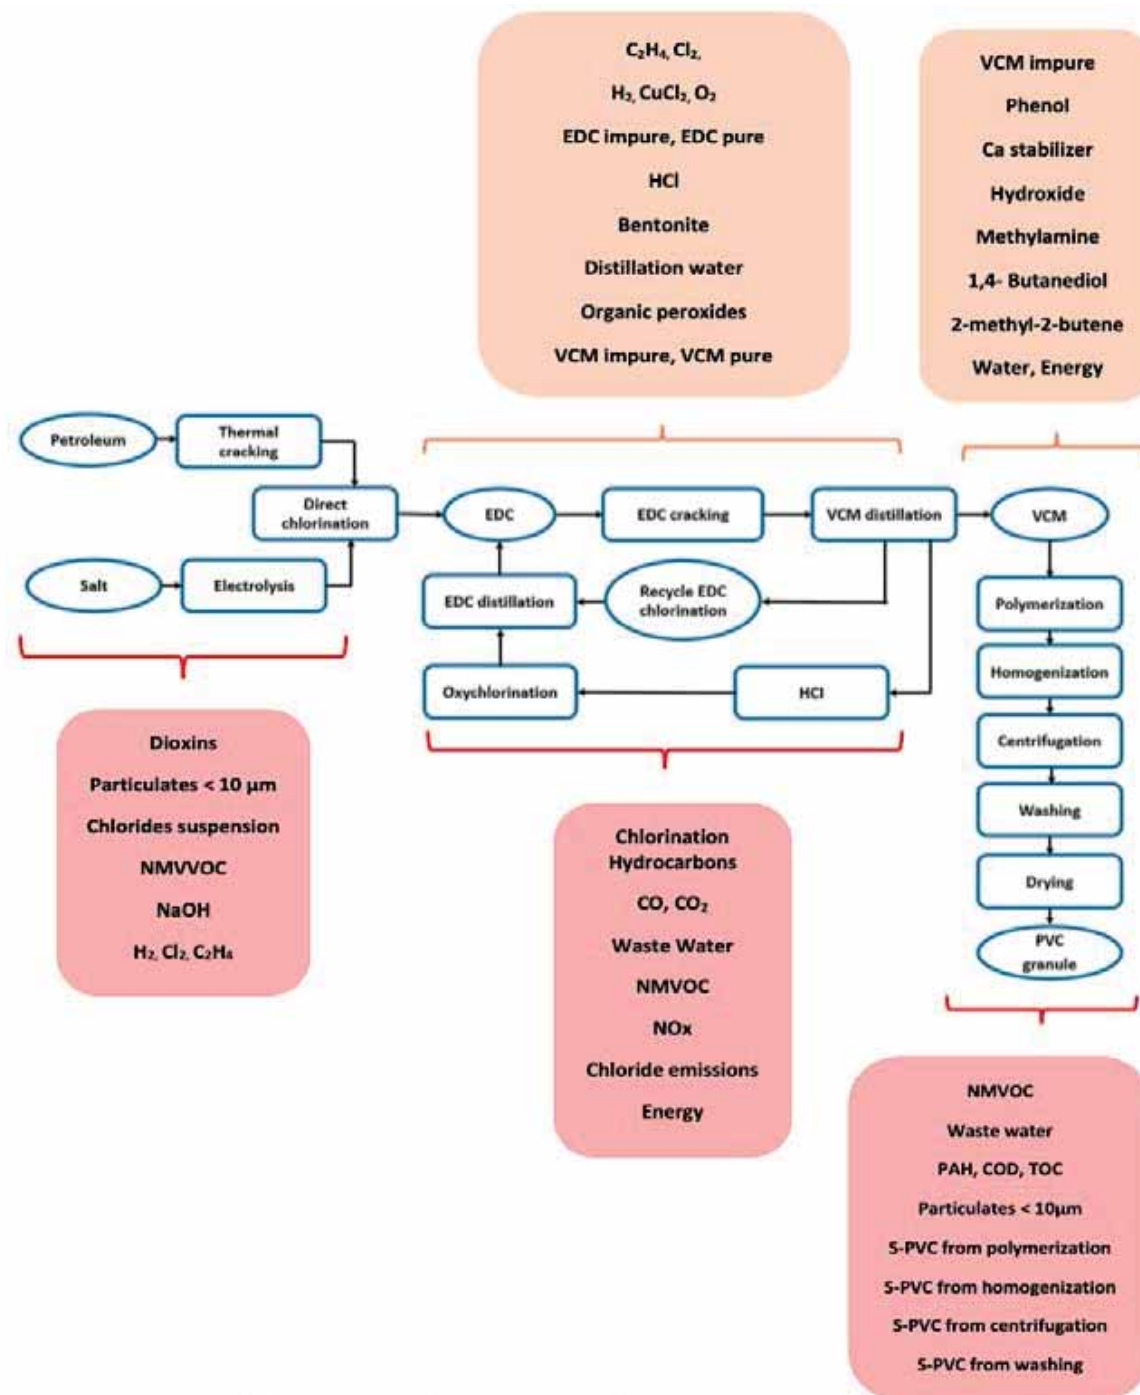 C₂H₄, Cl₂,
H₂, CuCl₂, O₂
EDC impure, EDC pure
HCl
Bentonite
Distillation water
Organic peroxides
VCM impure, VCM pure
VCM impure
Phenol
Ca stabilizer
Hydroxide
Methylamine
1,4- Butanediol
2-methyl-2-butene
Water, Energy
Petroleum
Thermal
cracking
Direct
chlorination
Salt
Electrolysis
EDC
EDC cracking
VCM distillation
VCM
EDC distillation
Recycle EDC
chlorination
Oxychlorination
HCl
Polymerization
Homogenization
Centrifugation
Washing
Drying
PVC
granule
Dioxins
Particulates < 10 µm
Chlorides suspension
NMVVOC
NaOH
H₂, Cl₂, C₂H₄
Chlorination
Hydrocarbons
CO, CO₂
Waste Water
NMVOC
NOx
Chloride emissions
Energy
NMVOC
Waste water
PAH, COD, TOC
Particulates < 10µm
S-PVC from polymerization
S-PVC from homogenization
S-PVC from centrifugation
S-PVC from washing